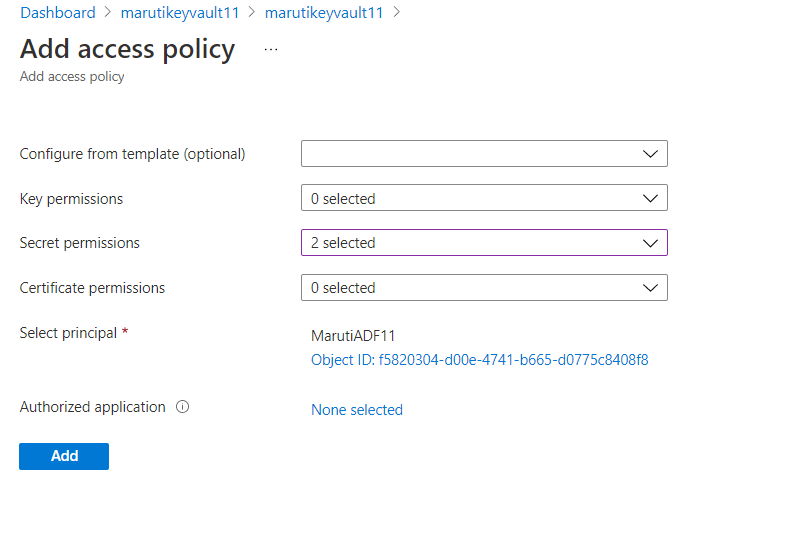 Dashboard > marutikeyvault11 > marutikeyvault11 >
Add access policy ...
Add access policy
Configure from template (optional)
Key permissions 0 selected
Secret permissions 2 selected
Certificate permissions 0 selected
Select principal * MarutiADF11
Object ID: f5820304-d00e-4741-b665-d0775c8408f8
Authorized application None selected
Add